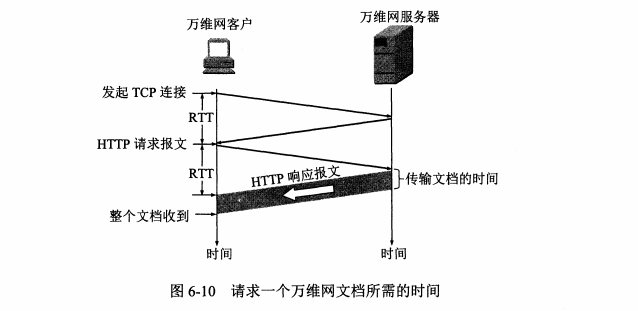 万维网客户
万维网服务器
发起 TCP 连接
RTT
HTTP 请求报文
RTT
HTTP 响应报文
传输文档的时间
整个文档收到
时间
时间
图 6-10 请求一个万维网文档所需的时间